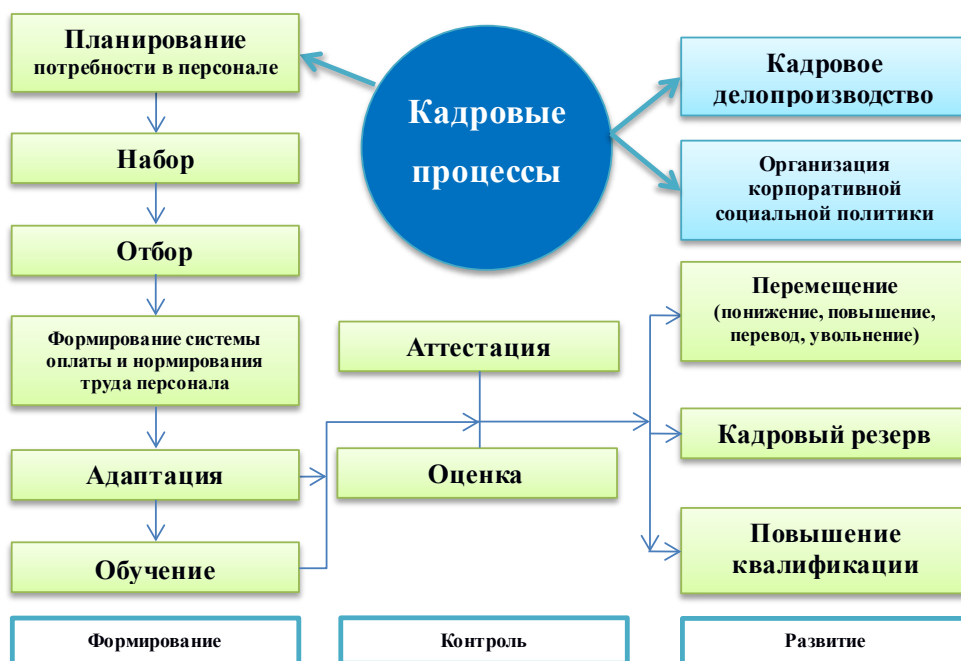 Планирование
потребности в персонале
Набор
Отбор
Формирование системы
оплаты и нормирования
труда персонала
Адаптация
Обучение
Формирование
Кадровые
процессы
Аттестация
Оценка
Контроль
Кадровое
делопроизводство
Организация
корпоративной
социальной политики
Перемещение
(понижение, повышение,
перевод, увольнение)
Кадровый резерв
Повышение
квалификации
Развитие